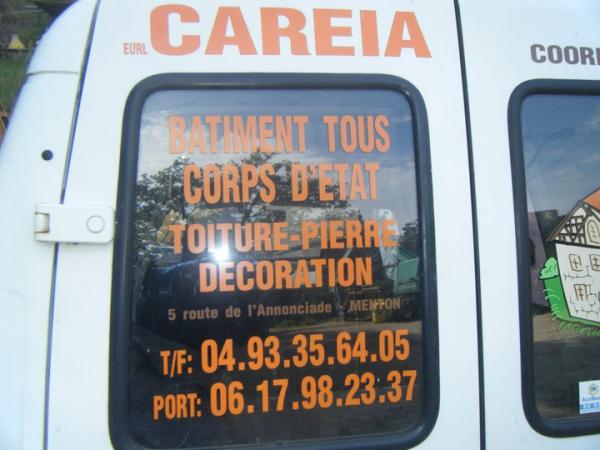 EURL CAREIA
BATIMENT TOUS
CORPS D'ETAT
TOITURE-PIERRE
DECORATION
5 route de l'Annonciade - MENTON
T/F: 04.93.35.64.05
PORT: 06.17.98.23.37